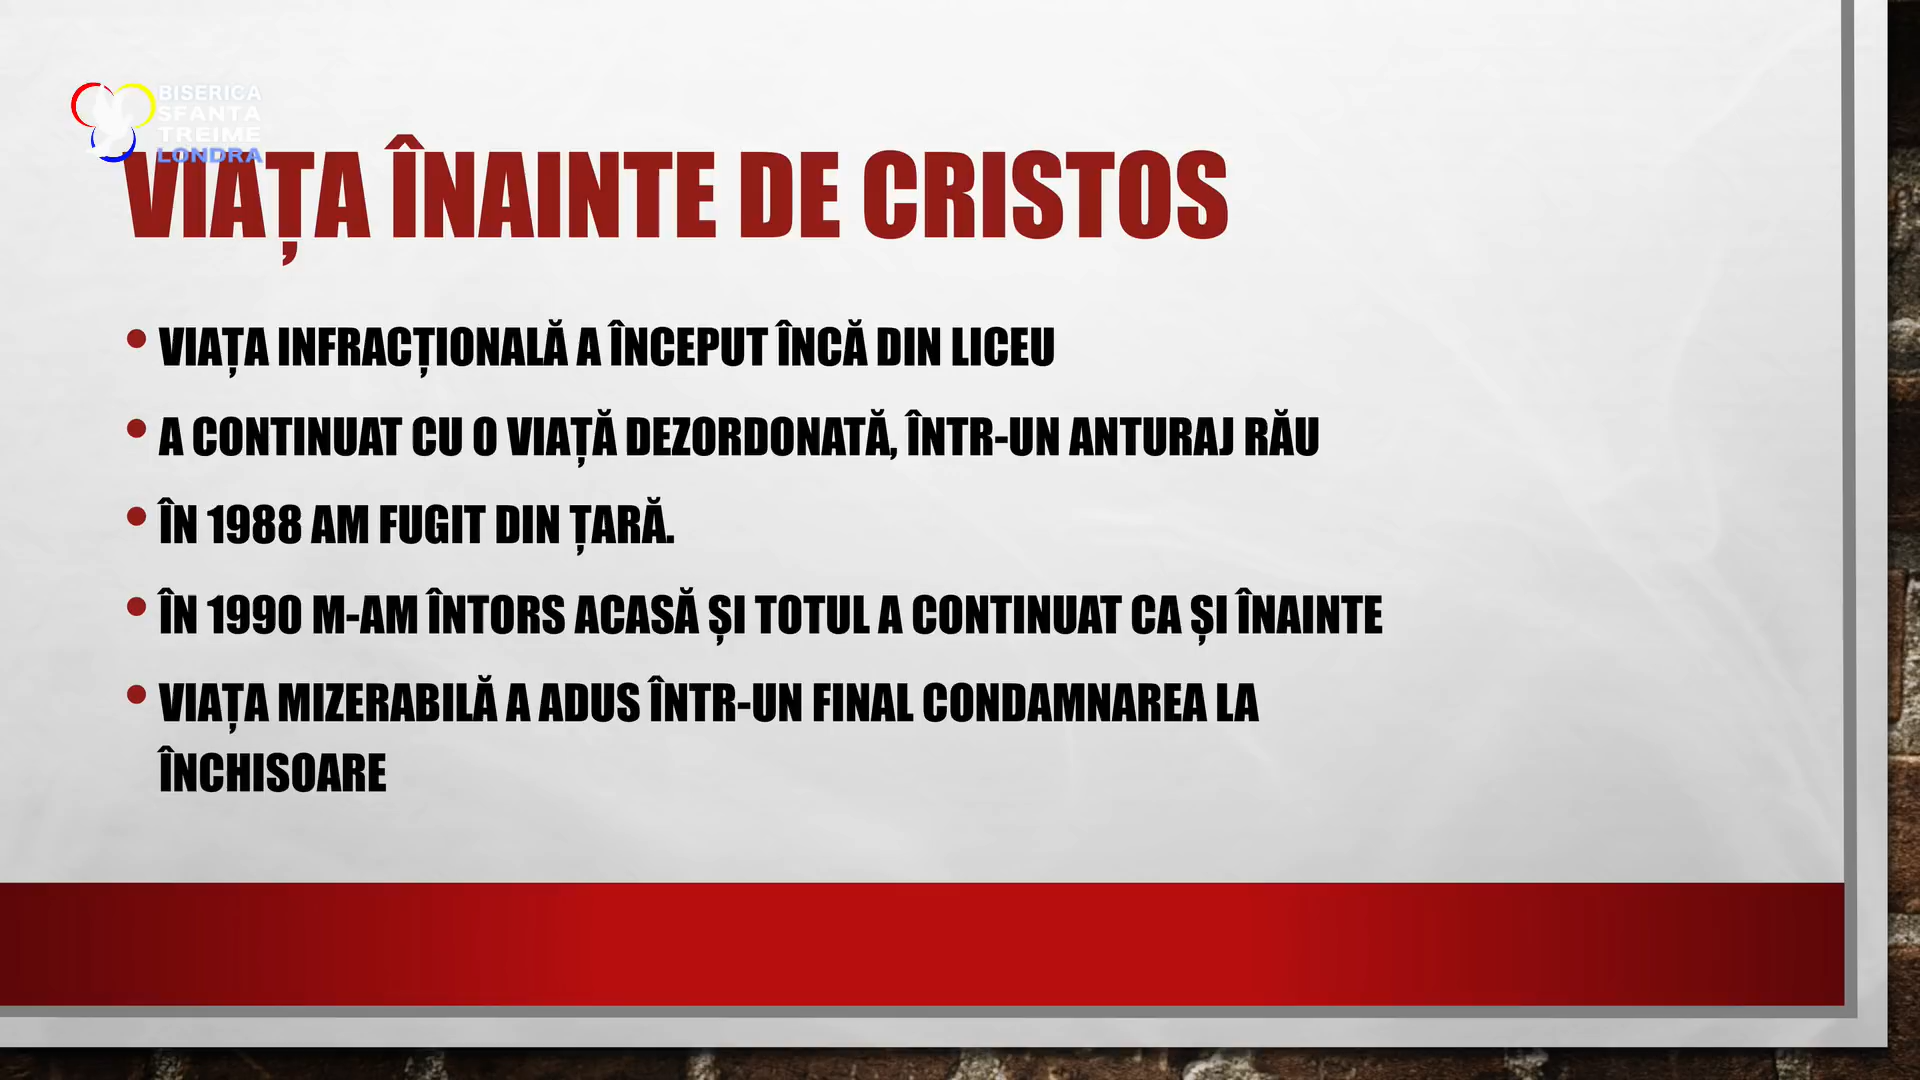 BISERICA
SFANTA
TREIME
LONDRA
VIAȚA ÎNAINTE DE CRISTOS
• VIAȚA INFRACȚIONALĂ A ÎNCEPUT ÎNCĂ DIN LICEU
• A CONTINUAT CU O VIAȚĂ DEZORDONATĂ, ÎNTR-UN ANTURAJ RĂU
• ÎN 1988 AM FUGIT DIN ȚARĂ.
• ÎN 1990 M-AM ÎNTORS ACASĂ ȘI TOTUL A CONTINUAT CA ȘI ÎNAINTE
• VIAȚA MIZERABILĂ A ADUS ÎNTR-UN FINAL CONDAMNAREA LA
ÎNCHISOARE